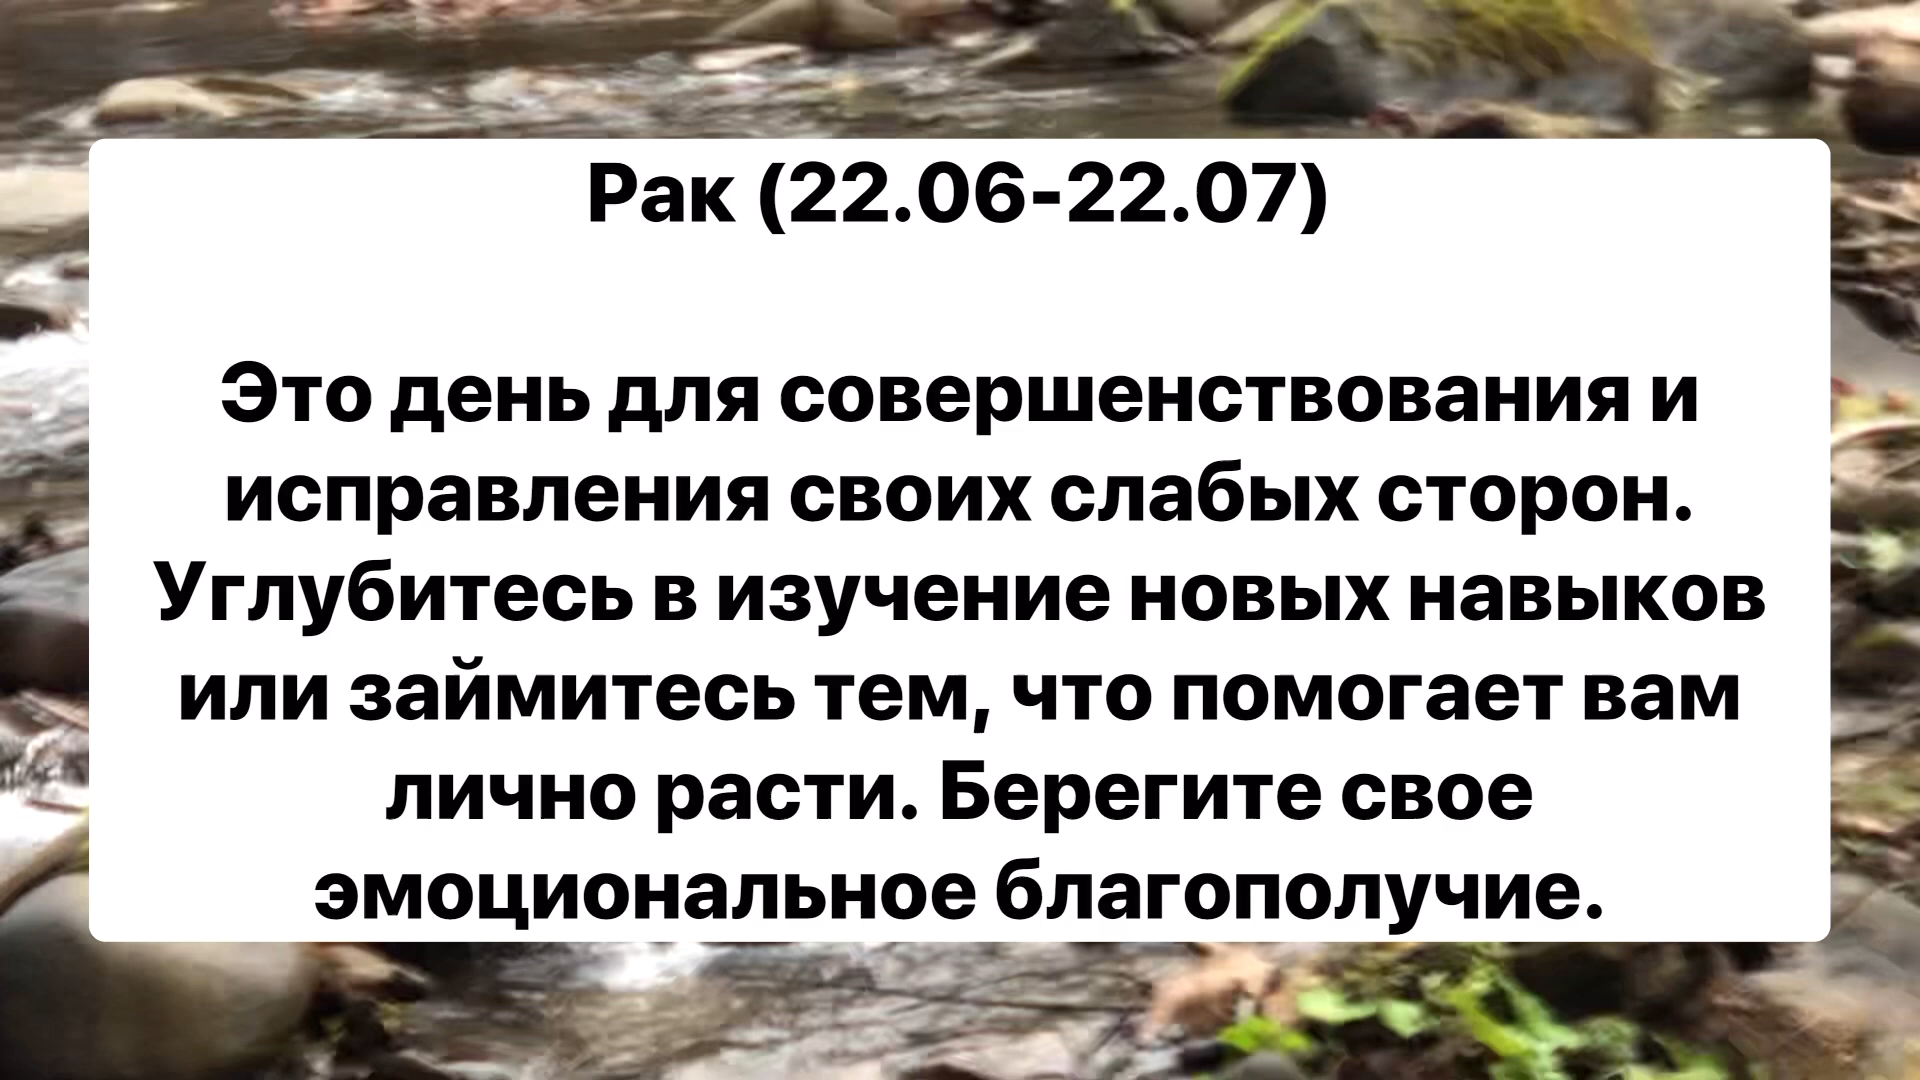 Рак (22.06-22.07)
Это день для совершенствования и
исправления своих слабых сторон.
Углубитесь в изучение новых навыков
или займитесь тем, что помогает вам
лично расти. Берегите свое
эмоциональное благополучие.